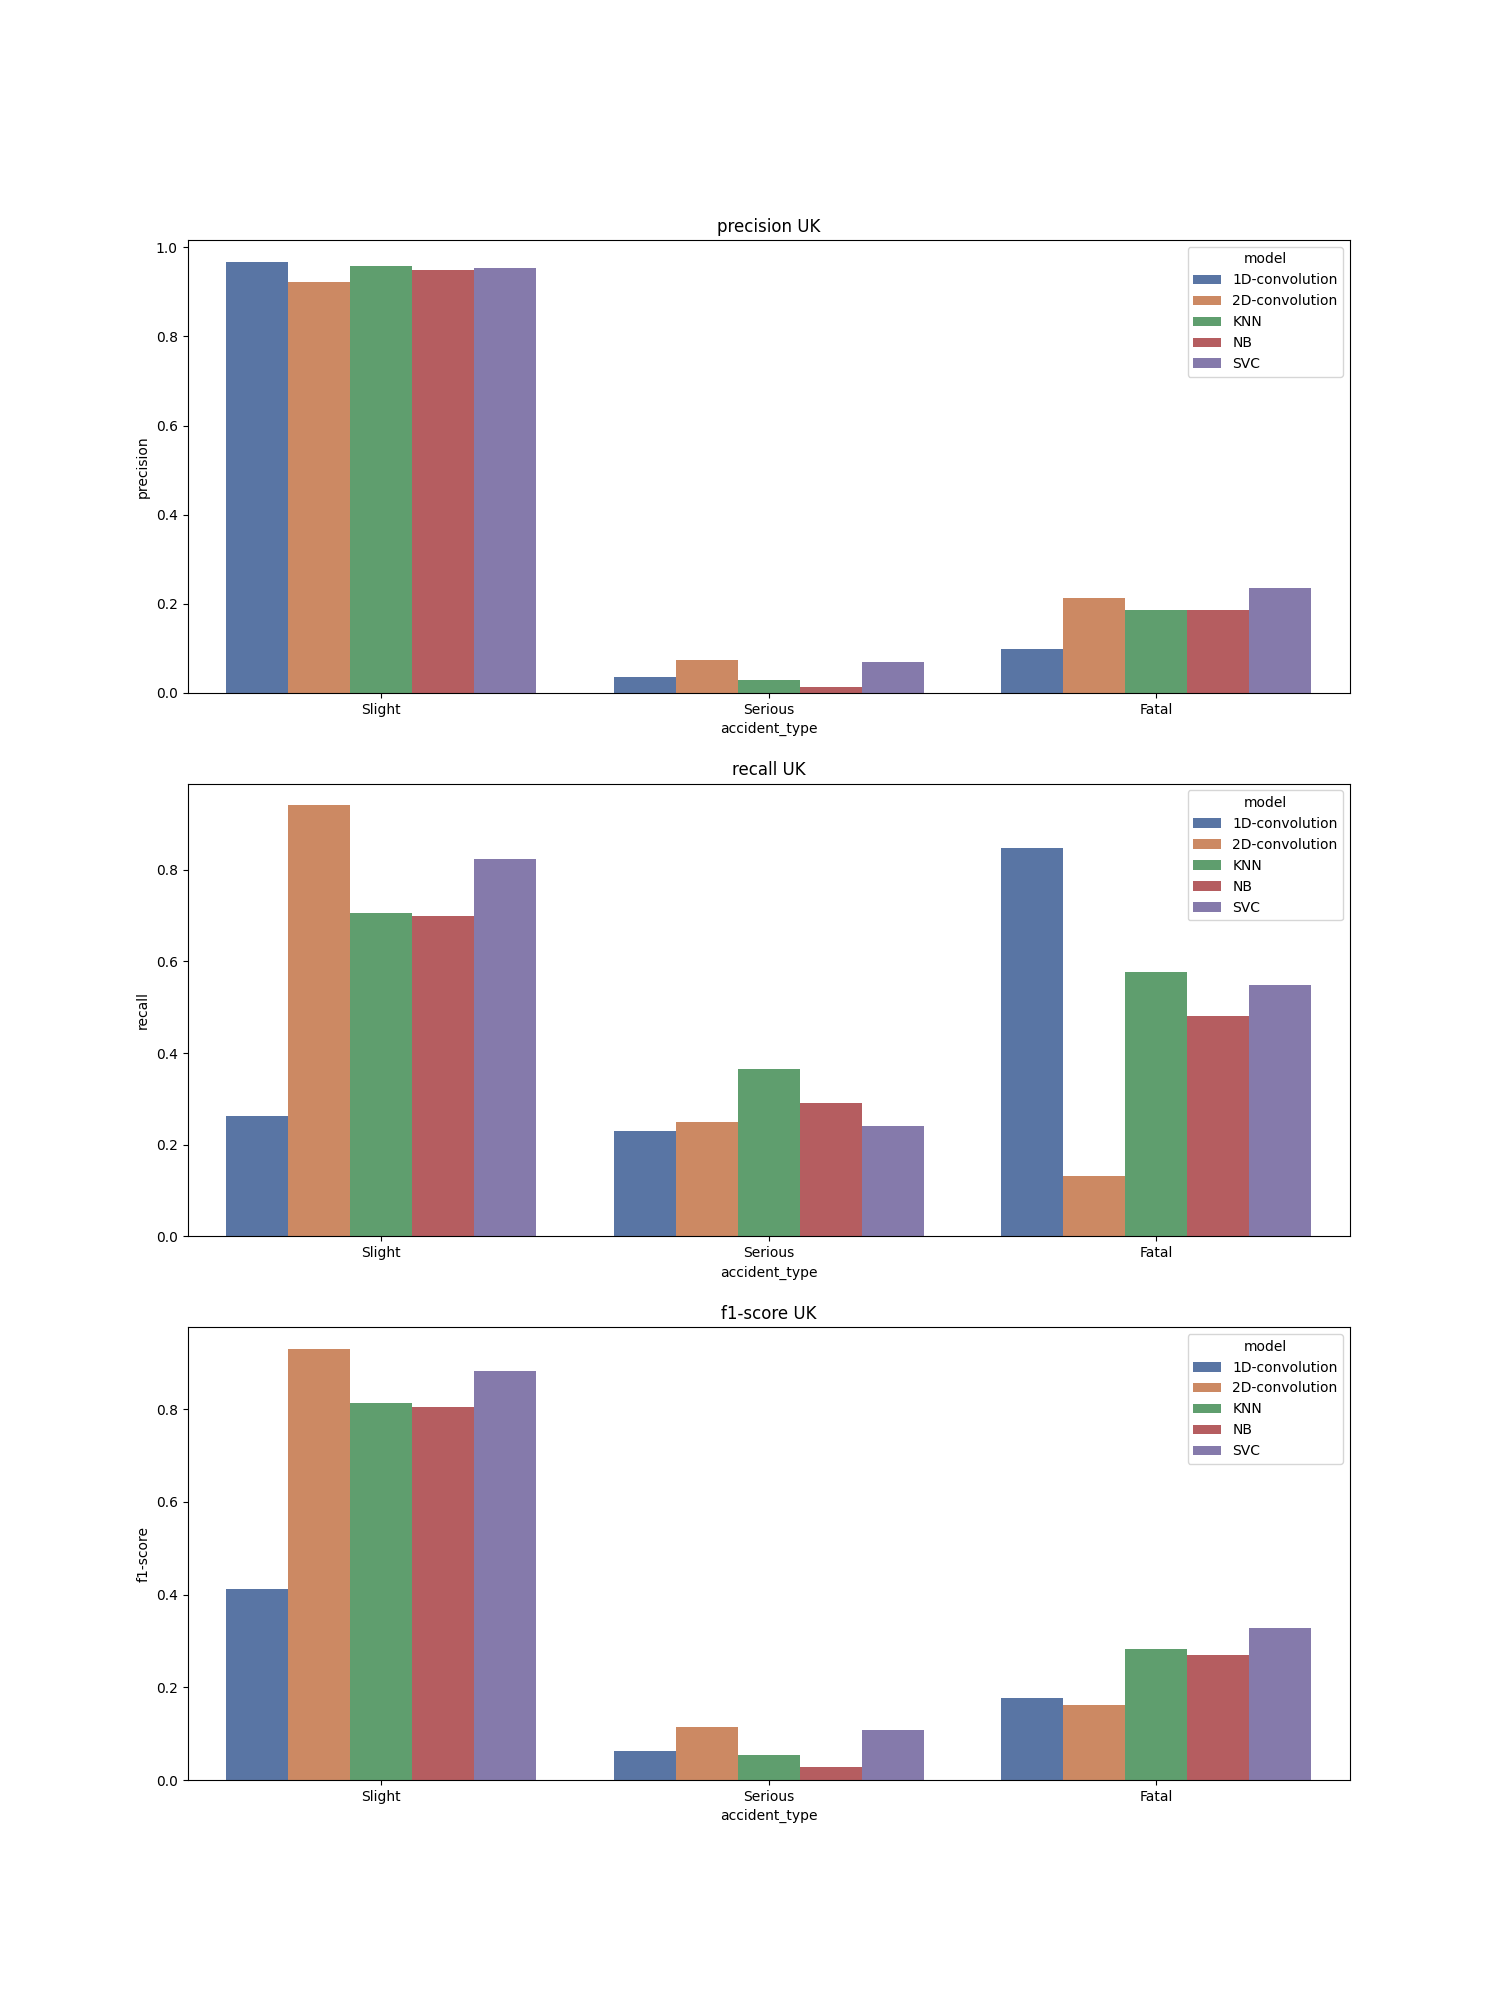 precision UK
model
1D-convolution
2D-convolution
KNN
NB
SVC
1.0
0.8
0.6
0.4
0.2
0.0
precision
Slight Serious Fatal
accident_type
recall UK
model
1D-convolution
2D-convolution
KNN
NB
SVC
0.8
0.6
0.4
0.2
0.0
recall
Slight Serious Fatal
accident_type
f1-score UK
model
1D-convolution
2D-convolution
KNN
NB
SVC
0.8
0.6
0.4
0.2
0.0
f1-score
Slight Serious Fatal
accident_type